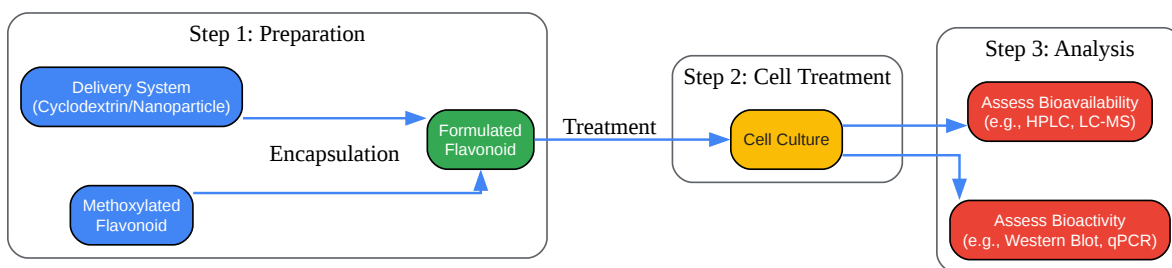 Step 1: Preparation
Delivery System
(Cyclodextrin/Nanoparticle)
Encapsulation
Methoxylated
Flavonoid
Formulated
Flavonoid
Treatment
Step 2: Cell Treatment
Cell Culture
Step 3: Analysis
Assess Bioavailability
(e.g., HPLC, LC-MS)
Assess Bioactivity
(e.g., Western Blot, qPCR)